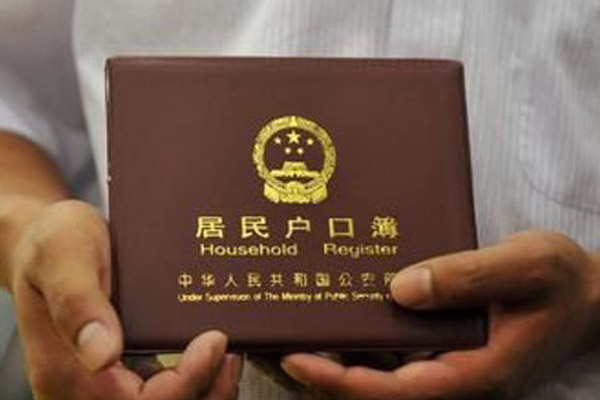 居民户口簿
Household Register
中华人民共和国公安
Under Supervision of The Ministry of Public Security